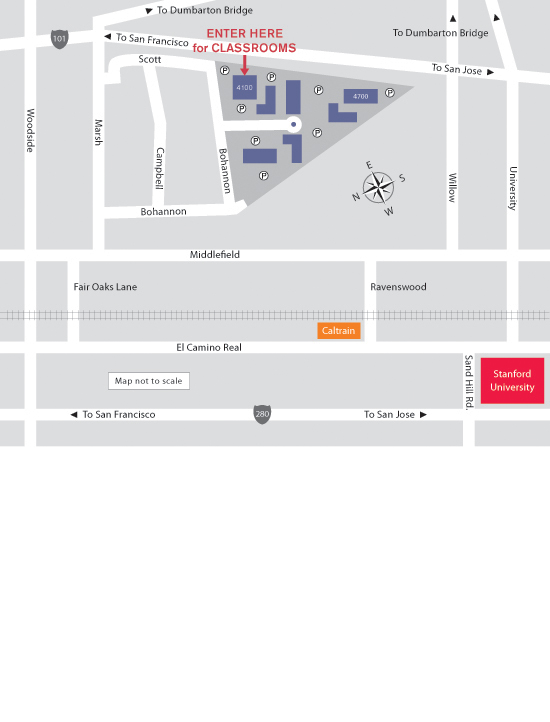 To Dumbarton Bridge
101
To San Francisco
ENTER HERE
for CLASSROOMS
To Dumbarton Bridge
Scott
To San Jose
P
P
P
P
P
P
P
P
4100
4700
Woodside
Marsh
Campbell
Bohannon
Willow
University
E
S
N
W
Bohannon
Middlefield
Fair Oaks Lane
Ravenswood
Caltrain
El Camino Real
Sand Hill Rd.
Stanford
University
Map not to scale
To San Francisco
280
To San Jose